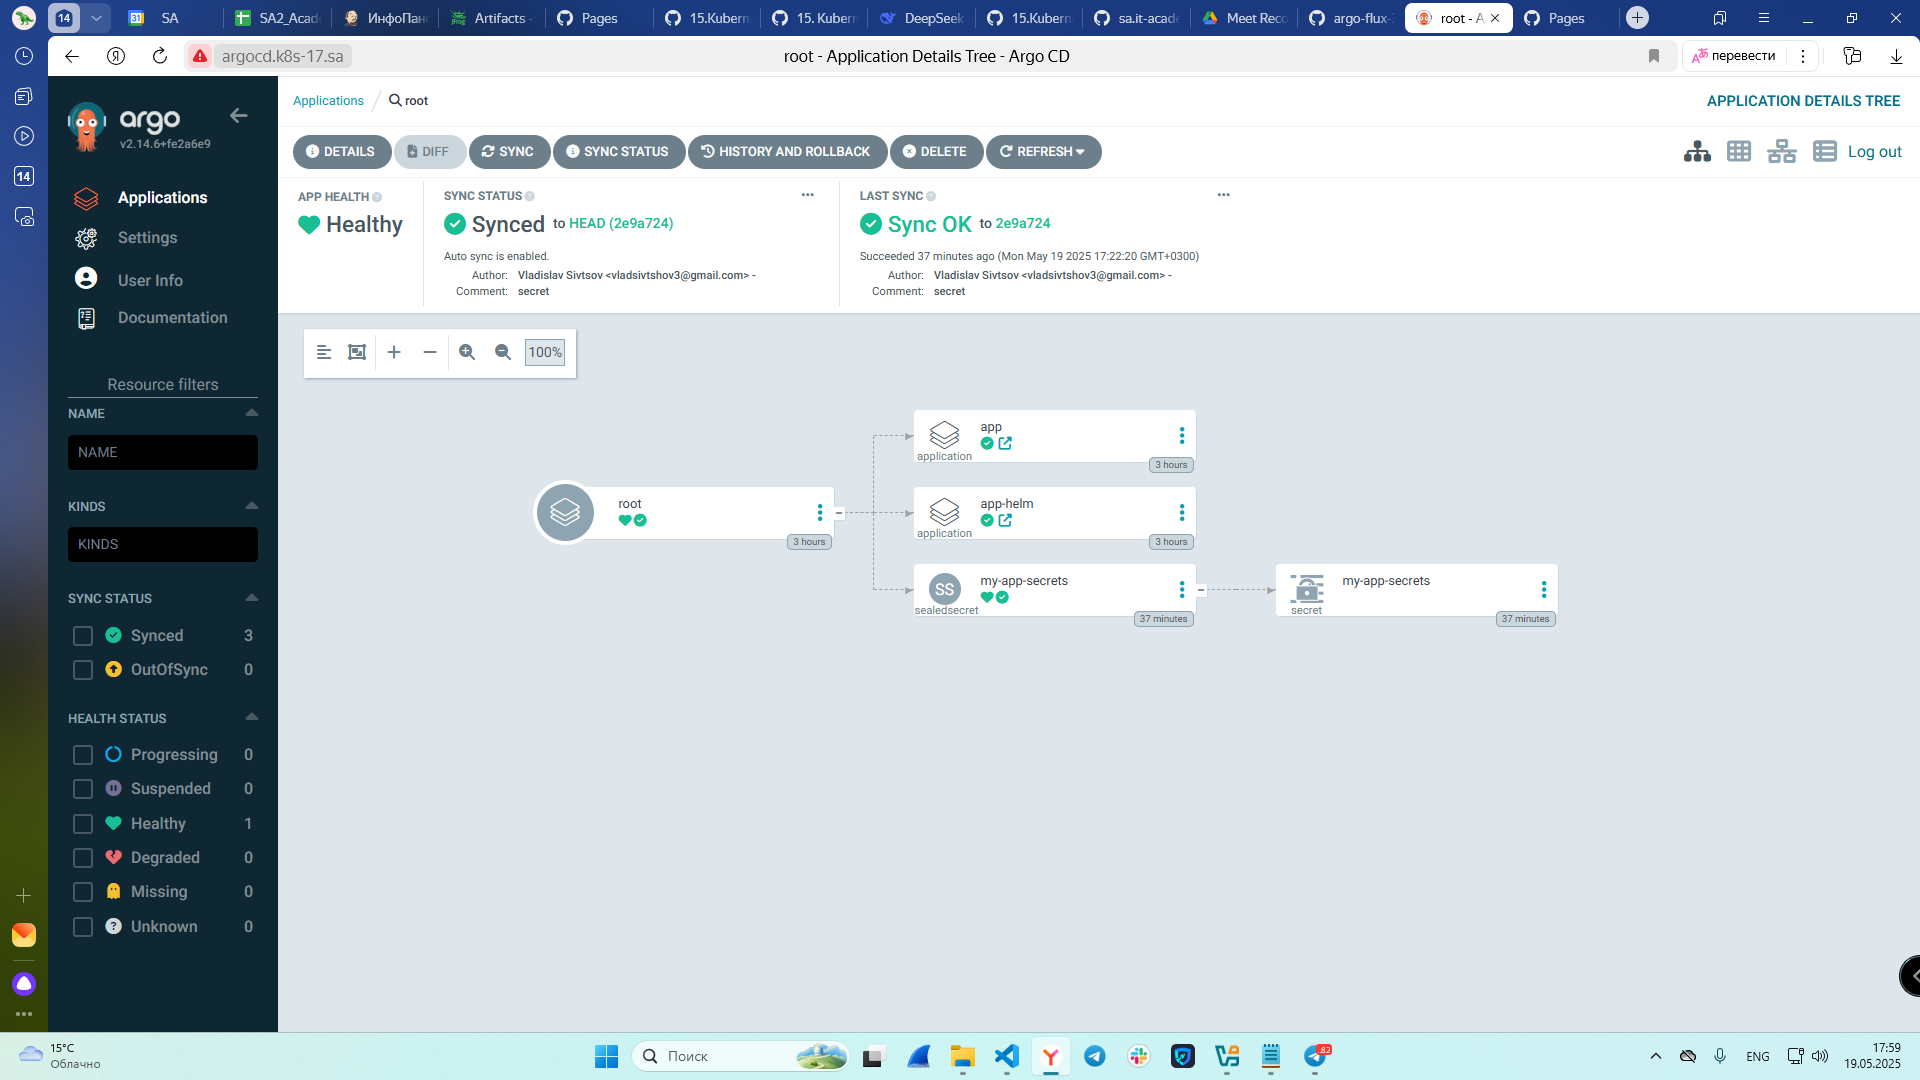 14
SA
SA2_Acad
ИнфоПан
Artifacts -
Pages
15.Kubern
15. Kubern
DeepSeek
15.Kubern
sa.it-acade
Meet Reco
argo-flux-
root - A
Pages
argocd.k8s-17.sa
root - Application Details Tree - Argo CD
перевести
14
argo
v2.14.6+fe2a6e9
Applications
Settings
User Info
Documentation
Resource filters
NAME
NAME
KINDS
KINDS
SYNC STATUS
Synced 3
OutOfSync 0
HEALTH STATUS
Progressing 0
Suspended 0
Healthy 1
Degraded 0
Missing 0
Unknown 0
Applications / root
APPLICATION DETAILS TREE
DETAILS
DIFF
SYNC
SYNC STATUS
HISTORY AND ROLLBACK
DELETE
REFRESH
Log out
APP HEALTH
Healthy
SYNC STATUS
Synced to HEAD (2e9a724)
Auto sync is enabled.
Author: Vladislav Sivtsov <vladsivtshov3@gmail.com> -
Comment: secret
LAST SYNC
Sync OK to 2e9a724
Succeeded 37 minutes ago (Mon May 19 2025 17:22:20 GMT+0300)
Author: Vladislav Sivtsov <vladsivtshov3@gmail.com> -
Comment: secret
100%
root
3 hours
app
application
3 hours
app-helm
application
3 hours
SS
my-app-secrets
sealedsecret
37 minutes
my-app-secrets
secret
37 minutes
15°C
Облачно
Поиск
82
ENG
17:59
19.05.2025